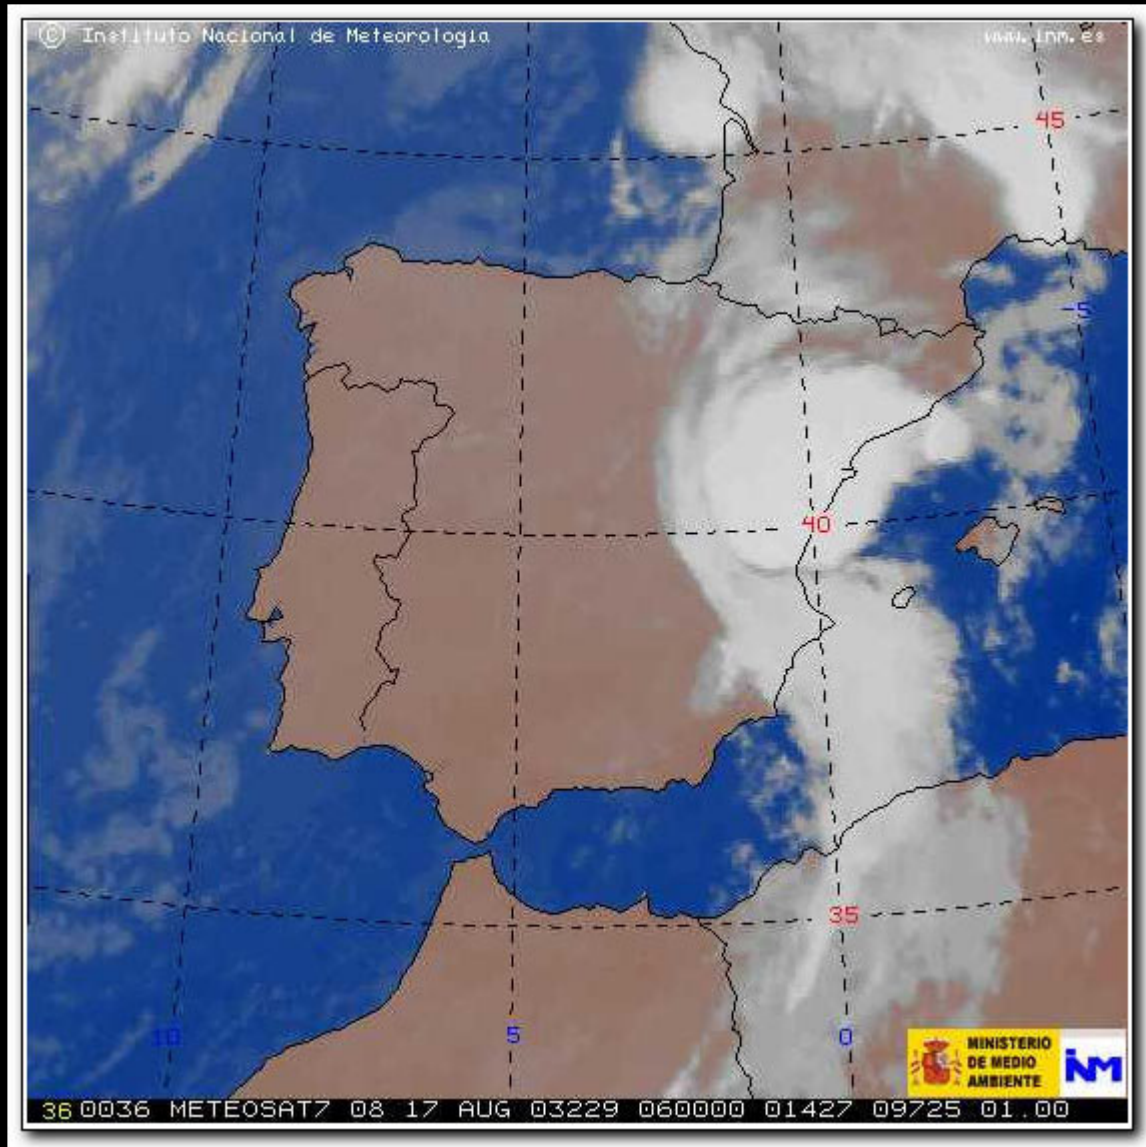 © Instituto Nacional de Meteorologia
www.inm.es
45
-5
40
35
10
5
0
MINISTERIO
DE MEDIO
AMBIENTE
INM
36 0036 METEOSAT7 08 17 AUG 03229 060000 01427 09725 01.00